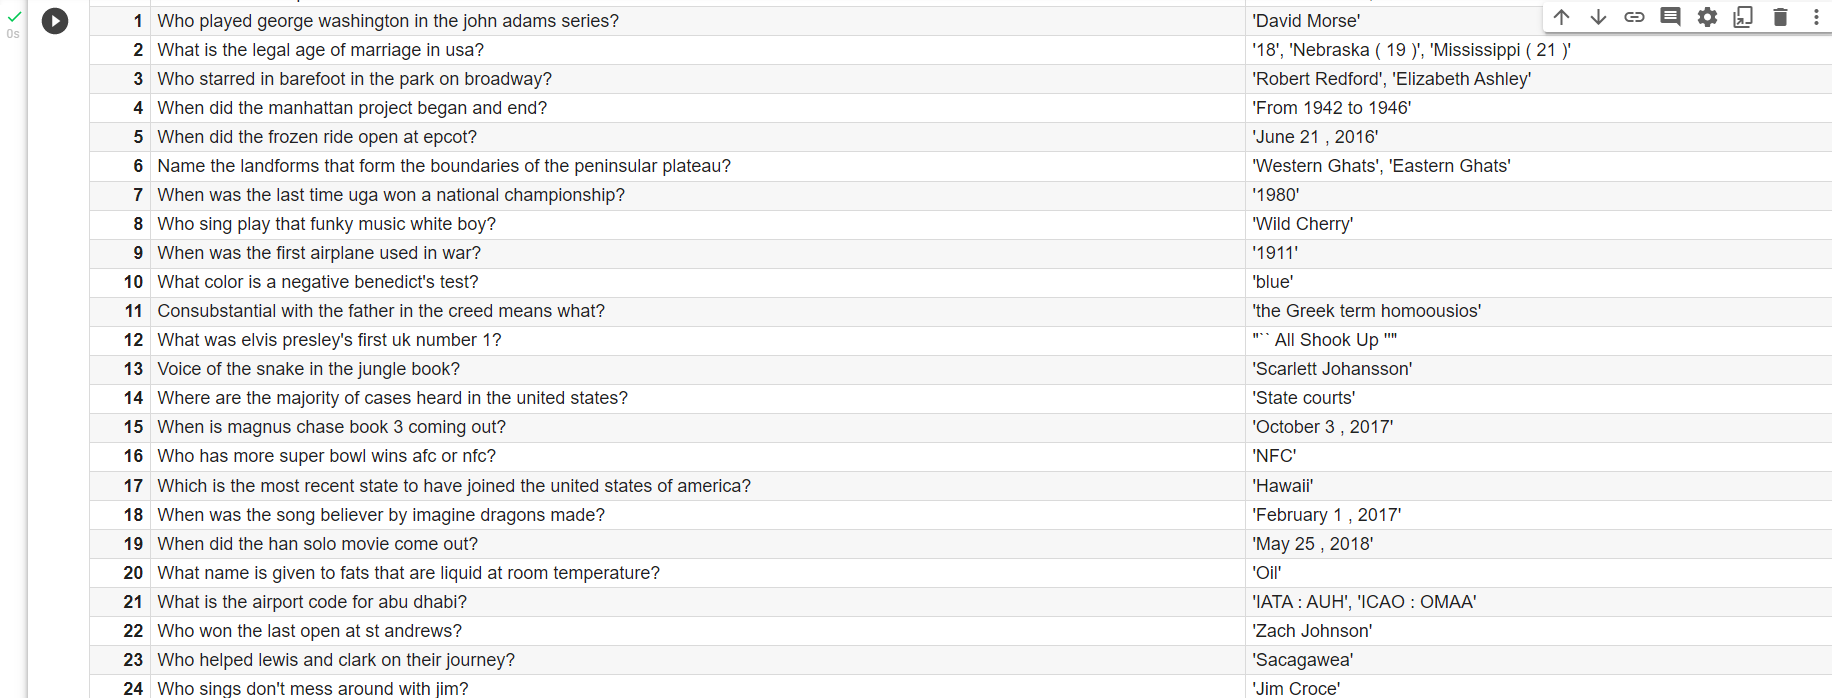 1 Who played george washington in the john adams series? 'David Morse'
0s
2 What is the legal age of marriage in usa? '18', 'Nebraska ( 19 )', 'Mississippi ( 21 )'
3 Who starred in barefoot in the park on broadway? 'Robert Redford', 'Elizabeth Ashley'
4 When did the manhattan project began and end? 'From 1942 to 1946'
5 When did the frozen ride open at epcot? 'June 21 , 2016'
6 Name the landforms that form the boundaries of the peninsular plateau? 'Western Ghats', 'Eastern Ghats'
7 When was the last time uga won a national championship? '1980'
8 Who sing play that funky music white boy? 'Wild Cherry'
9 When was the first airplane used in war? '1911'
10 What color is a negative benedict's test? 'blue'
11 Consubstantial with the father in the creed means what? 'the Greek term homoousios'
12 What was elvis presley's first uk number 1? "`` All Shook Up ''"
13 Voice of the snake in the jungle book? 'Scarlett Johansson'
14 Where are the majority of cases heard in the united states? 'State courts'
15 When is magnus chase book 3 coming out? 'October 3 , 2017'
16 Who has more super bowl wins afc or nfc? 'NFC'
17 Which is the most recent state to have joined the united states of america? 'Hawaii'
18 When was the song believer by imagine dragons made? 'February 1 , 2017'
19 When did the han solo movie come out? 'May 25 , 2018'
20 What name is given to fats that are liquid at room temperature? 'Oil'
21 What is the airport code for abu dhabi? 'IATA : AUH', 'ICAO : OMAA'
22 Who won the last open at st andrews? 'Zach Johnson'
23 Who helped lewis and clark on their journey? 'Sacagawea'
24 Who sings don't mess around with jim? 'Jim Croce'